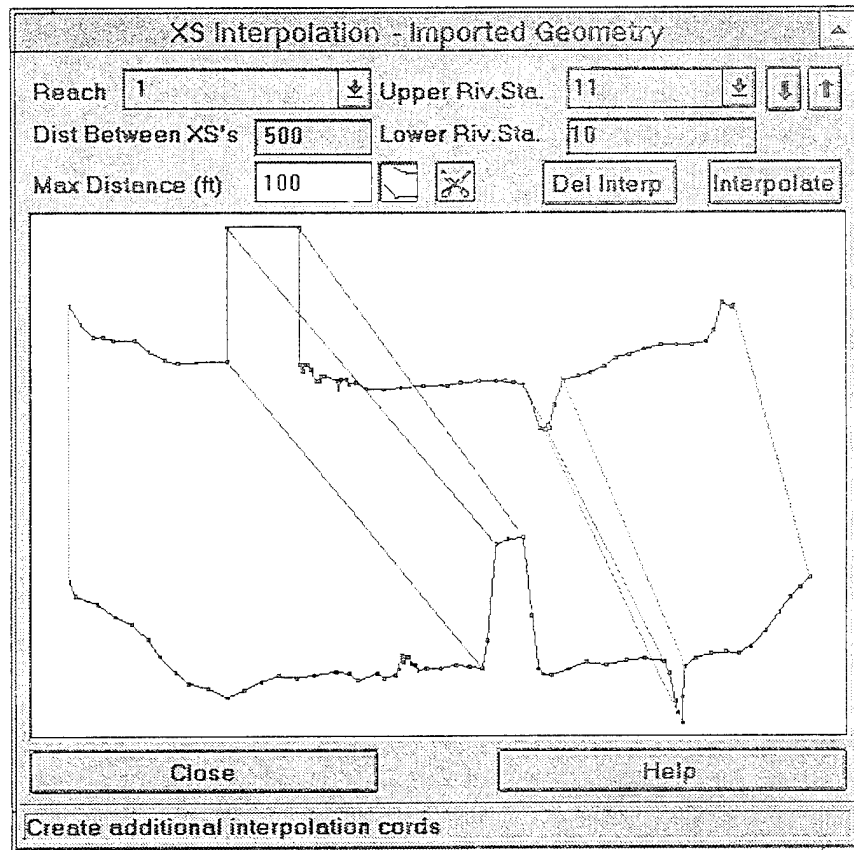 XS Interpolation - Imported Geometry
Reach 1 Upper Riv.Sta. 11
Dist Between XS's 500 Lower Riv.Sta. 10
Max Distance (ft) 100 Del Interp Interpolate
Close Help
Create additional interpolation cords